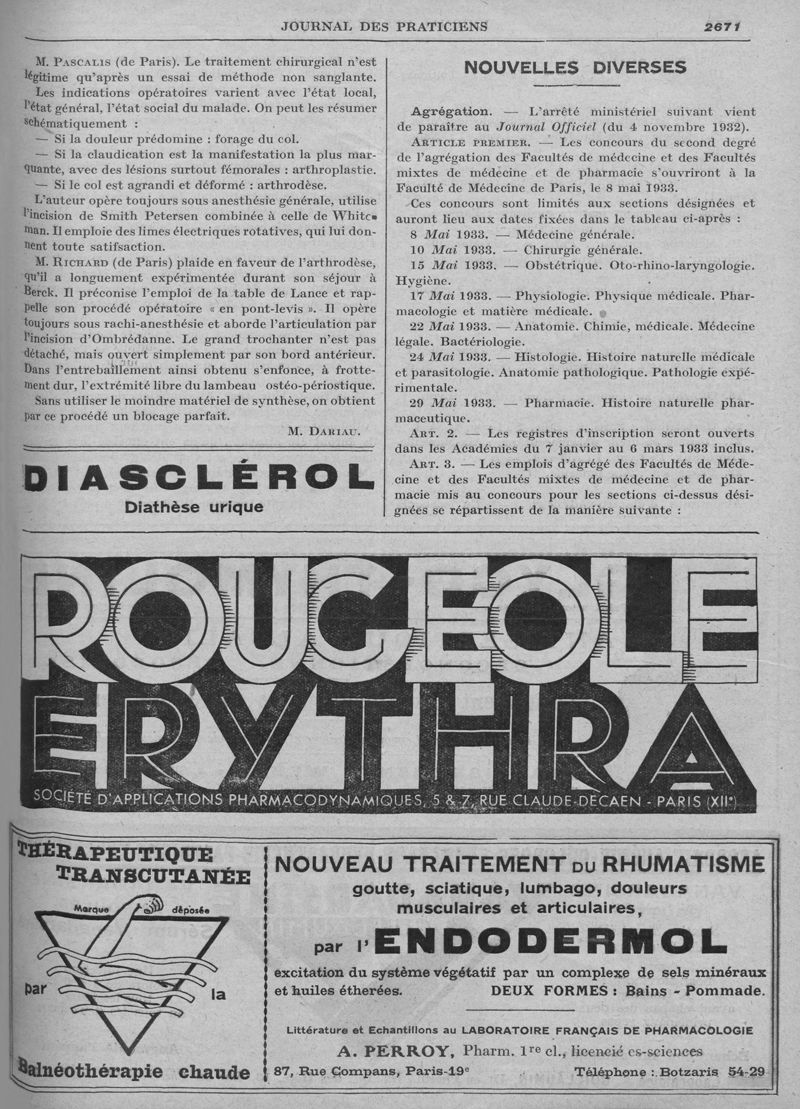 JOURNAL DES PRATICIENS
2671
M. PASCALIS (de Paris). Le traitement chirurgical n'est
légitime qu'après un essai de méthode non sanglante.
Les indications opératoires varient avec l'état local,
l'état général, l'état social du malade. On peut les résumer
schématiquement :
— Si la douleur prédomine : forage du col.
— Si la claudication est la manifestation la plus mar-
quante, avec des lésions surtout fémorales : arthroplastie.
— Si le col est agrandi et déformé : arthrodèse.
L'auteur opère toujours sous anesthésie générale, utilise
l'incision de Smith Petersen combinée à celle de White-
man. Il emploie des limes électriques rotatives, qui lui don-
nent toute satifsaction.
M. RICHARD (de Paris) plaide en faveur de l'arthrodèse,
qu'il a longuement expérimentée durant son séjour à
Berck. Il préconise l'emploi de la table de Lance et rap-
pelle son procédé opératoire « en pont-levis ». Il opère
toujours sous rachi-anesthésie et aborde l'articulation par
l'incision d'Ombrédanne. Le grand trochanter n'est pas
détaché, mais ouvert simplement par son bord antérieur.
Dans l'entrebaillement ainsi obtenu s'enfonce, à frotte-
ment dur, l'extrémité libre du lambeau ostéo-périostique.
Sans utiliser le moindre matériel de synthèse, on obtient
par ce procédé un blocage parfait.
M. DARIAU.
DIASCLÉROL
Diathèse urique
NOUVELLES DIVERSES
Agrégation. — L'arrêté ministériel suivant vient
de paraître au Journal Officiel (du 4 novembre 1932).
ARTICLE PREMIER. — Les concours du second degré
de l'agrégation des Facultés de médecine et des Facultés
mixtes de médecine et de pharmacie s'ouvriront à la
Faculté de Médecine de Paris, le 8 mai 1933.
Ces concours sont limités aux sections désignées et
auront lieu aux dates fixées dans le tableau ci-après :
8 Mai 1933. — Médecine générale.
10 Mai 1933. — Chirurgie générale.
15 Mai 1933. — Obstétrique. Oto-rhino-laryngologie.
Hygiène.
17 Mai 1933. — Physiologie. Physique médicale. Phar-
macologie et matière médicale.
22 Mai 1933. — Anatomie. Chimie, médicale. Médecine
légale. Bactériologie.
24 Mai 1933. — Histologie. Histoire naturelle médicale
et parasitologie. Anatomie pathologique. Pathologie expé-
rimentale.
29 Mai 1933. — Pharmacie. Histoire naturelle phar-
maceutique.
ART. 2. — Les registres d'inscription seront ouverts
dans les Académies du 7 janvier au 6 mars 1933 inclus.
ART. 3. — Les emplois d'agrégé des Facultés de Méde-
cine et des Facultés mixtes de médecine et de phar-
macie mis au concours pour les sections ci-dessus dési-
gnées se répartissent de la manière suivante :
ROUGEOLE
ERYTHRA
SOCIÉTÉ D'APPLICATIONS PHARMACODYNAMIQUES, 5 & 7, RUE CLAUDE-DECAEN - PARIS (XIIe)
THÉRAPEUTIQUE
TRANSCUTANÉE
Marque déposée
par la
Balnéothérapie chaude
NOUVEAU TRAITEMENT DU RHUMATISME
goutte, sciatique, lumbago, douleurs
musculaires et articulaires,
par l'ENDODERMOL
excitation du système végétatif par un complexe de sels minéraux
et huiles éthérées. DEUX FORMES : Bains - Pommade.
Littérature et Echantillons au LABORATOIRE FRANÇAIS DE PHARMACOLOGIE
A. PERROY, Pharm. 1re cl., licencié es-sciences
87, Rue Compans, Paris-19e Téléphone : Botzaris 54-29